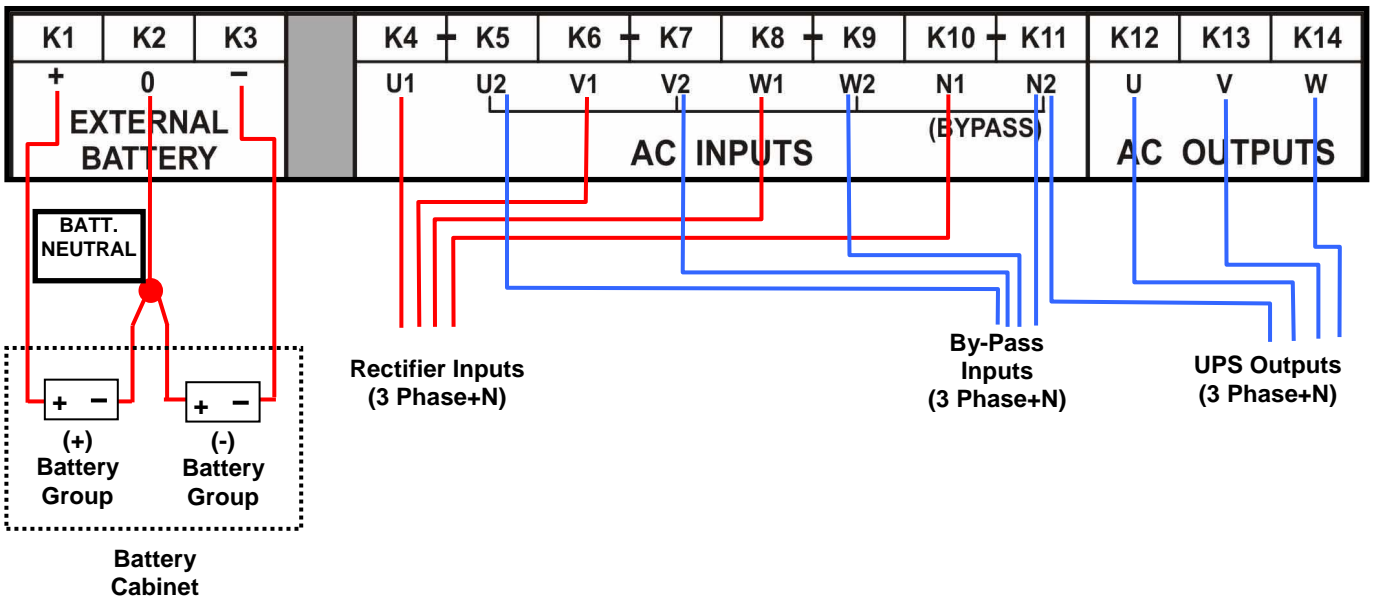 K1 K2 K3 K4 - K5 K6 - K7 K8 - K9 K10 - K11 K12 K13 K14
+ 0 − U1 U2 V1 V2 W1 W2 N1 N2 U V W
EXTERNAL
BATTERY
(BYPASS)
AC INPUTS
AC OUTPUTS
BATT.
NEUTRAL
Rectifier Inputs
(3 Phase+N)
By-Pass
Inputs
(3 Phase+N)
UPS Outputs
(3 Phase+N)
+ −
+ −
(+)
Battery
Group
(-)
Battery
Group
Battery
Cabinet